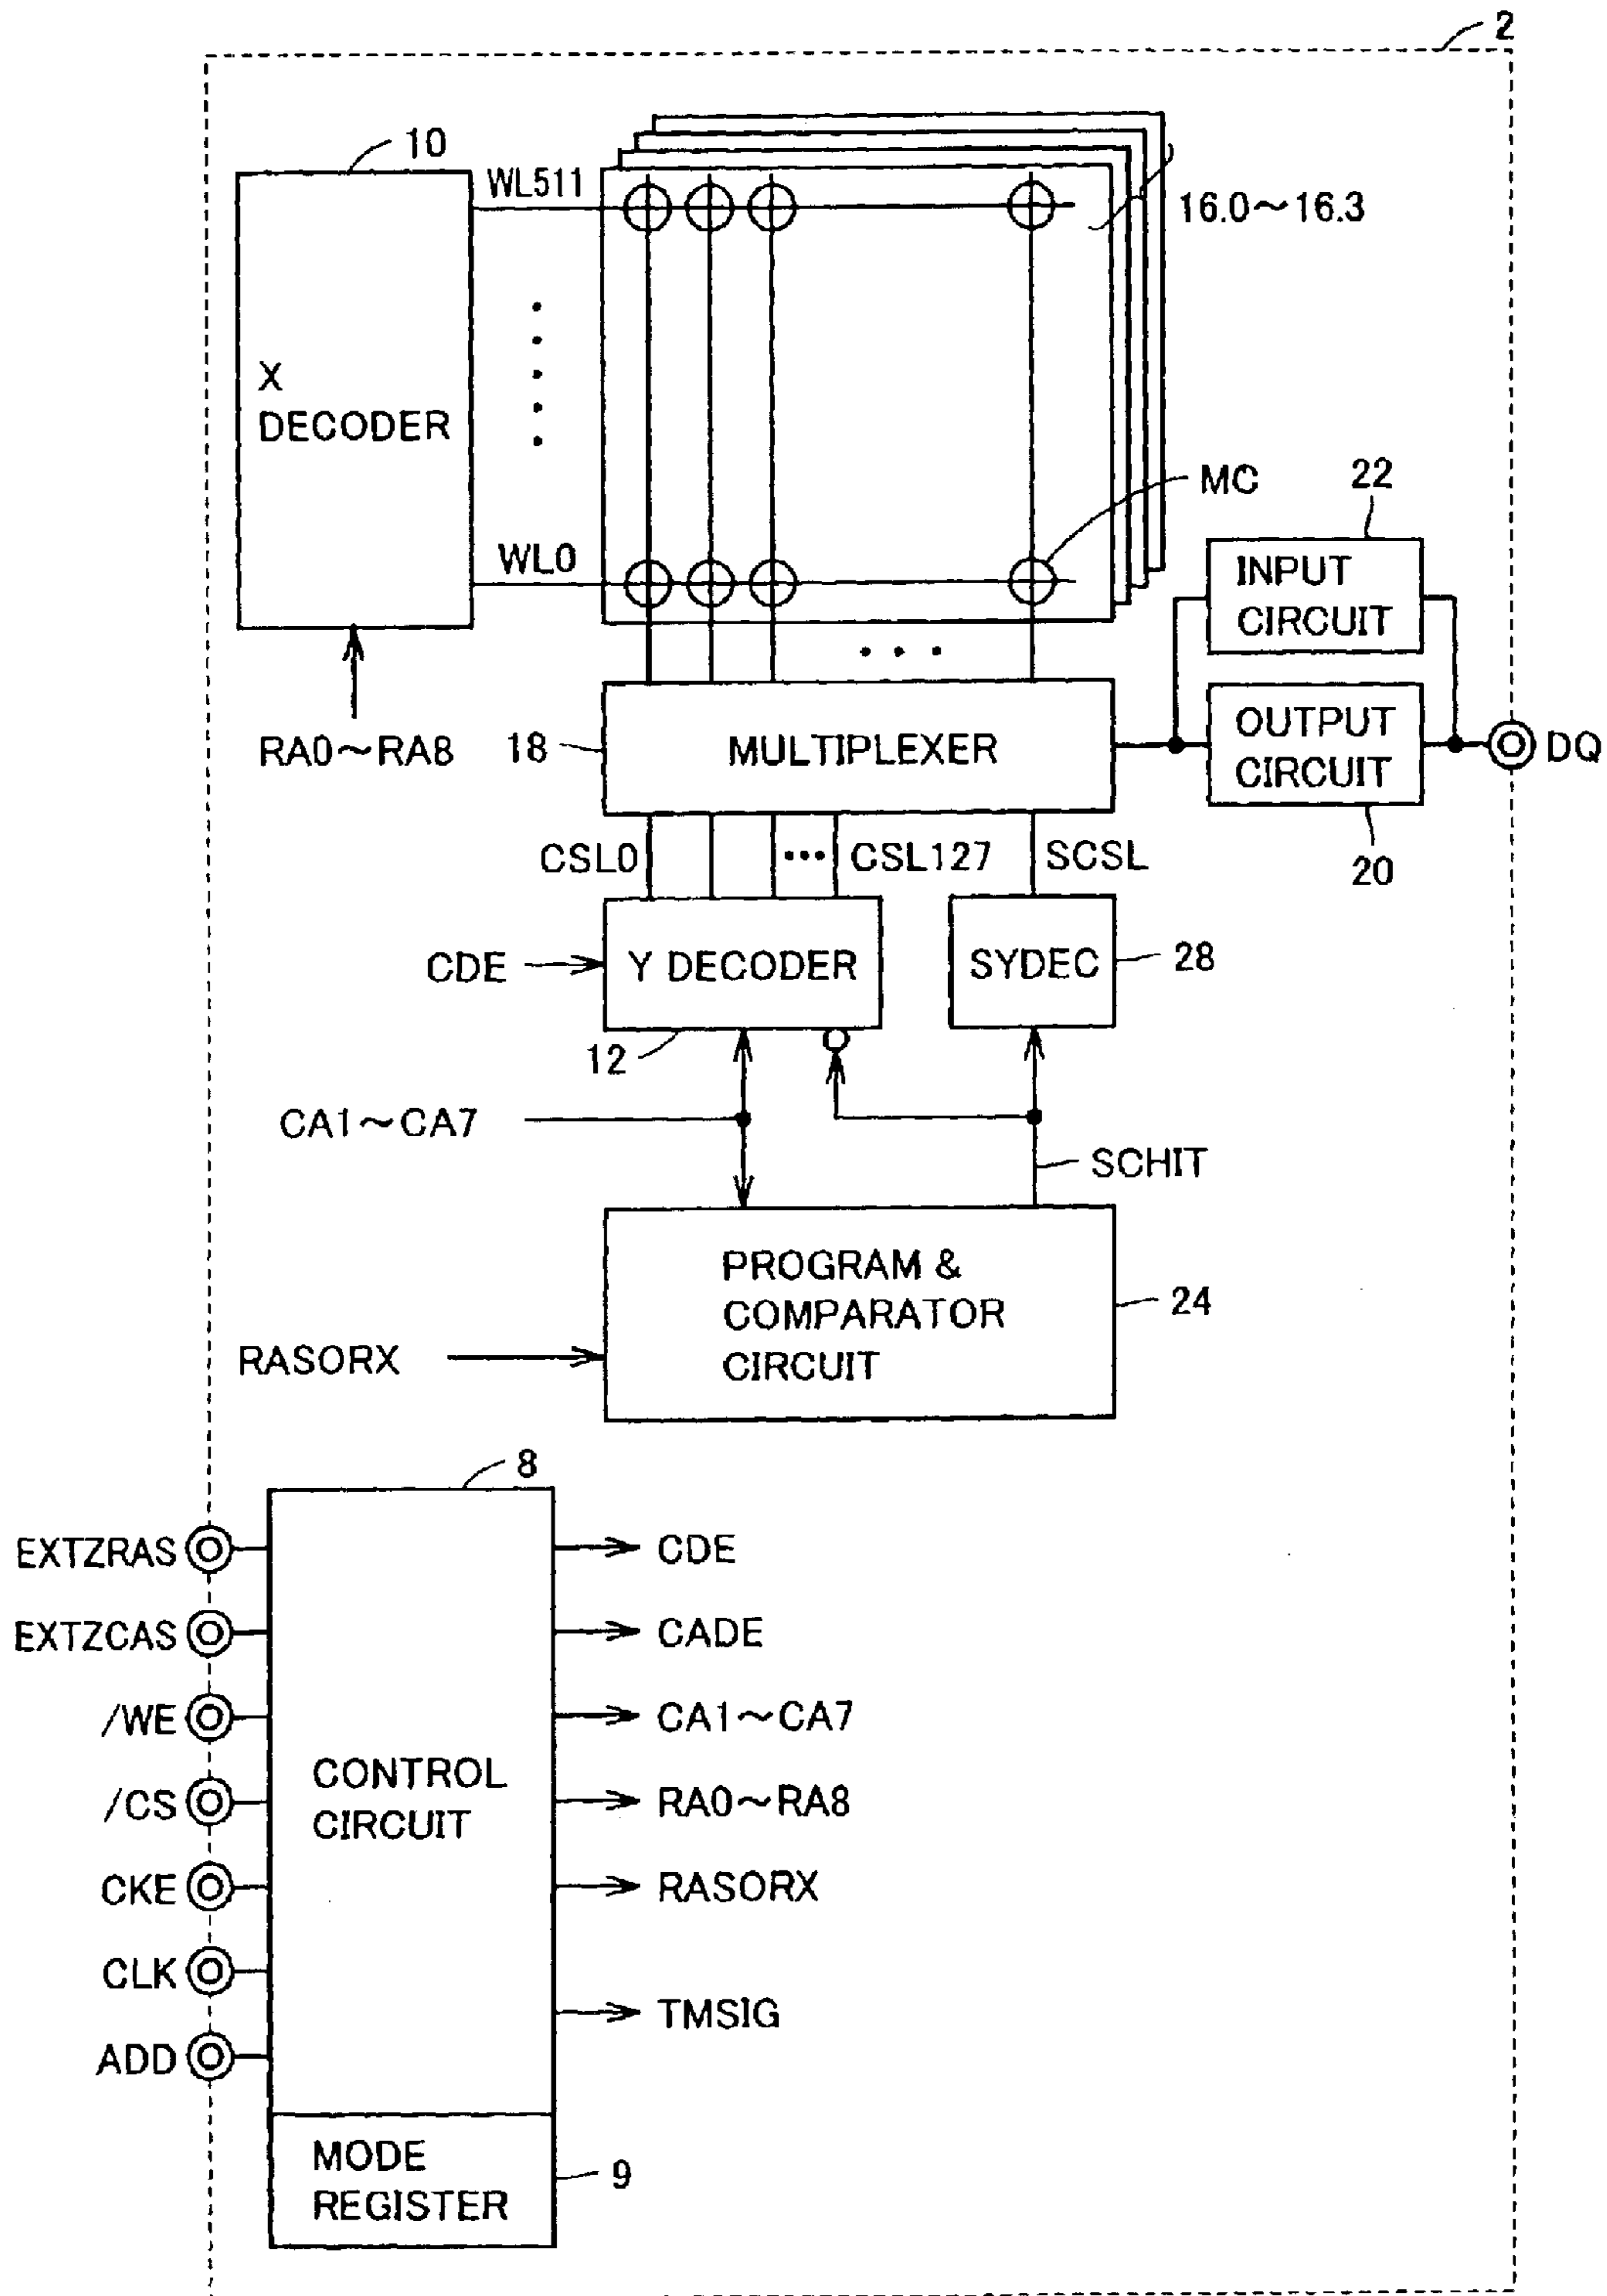 2
10
WL511
16.0～16.3
X
DECODER
MC
22
WL0
INPUT
CIRCUIT
RA0～RA8
18
MULTIPLEXER
OUTPUT
CIRCUIT
DQ
20
CSL0
CSL127
SCSL
CDE
Y DECODER
SYDEC
28
12
CA1～CA7
SCHIT
PROGRAM &
COMPARATOR
CIRCUIT
24
RASORX
8
EXTZRAS
CDE
EXTZCAS
CADE
/WE
CA1～CA7
CONTROL
CIRCUIT
/CS
RA0～RA8
CKE
RASORX
CLK
TMSIG
ADD
MODE
REGISTER
9